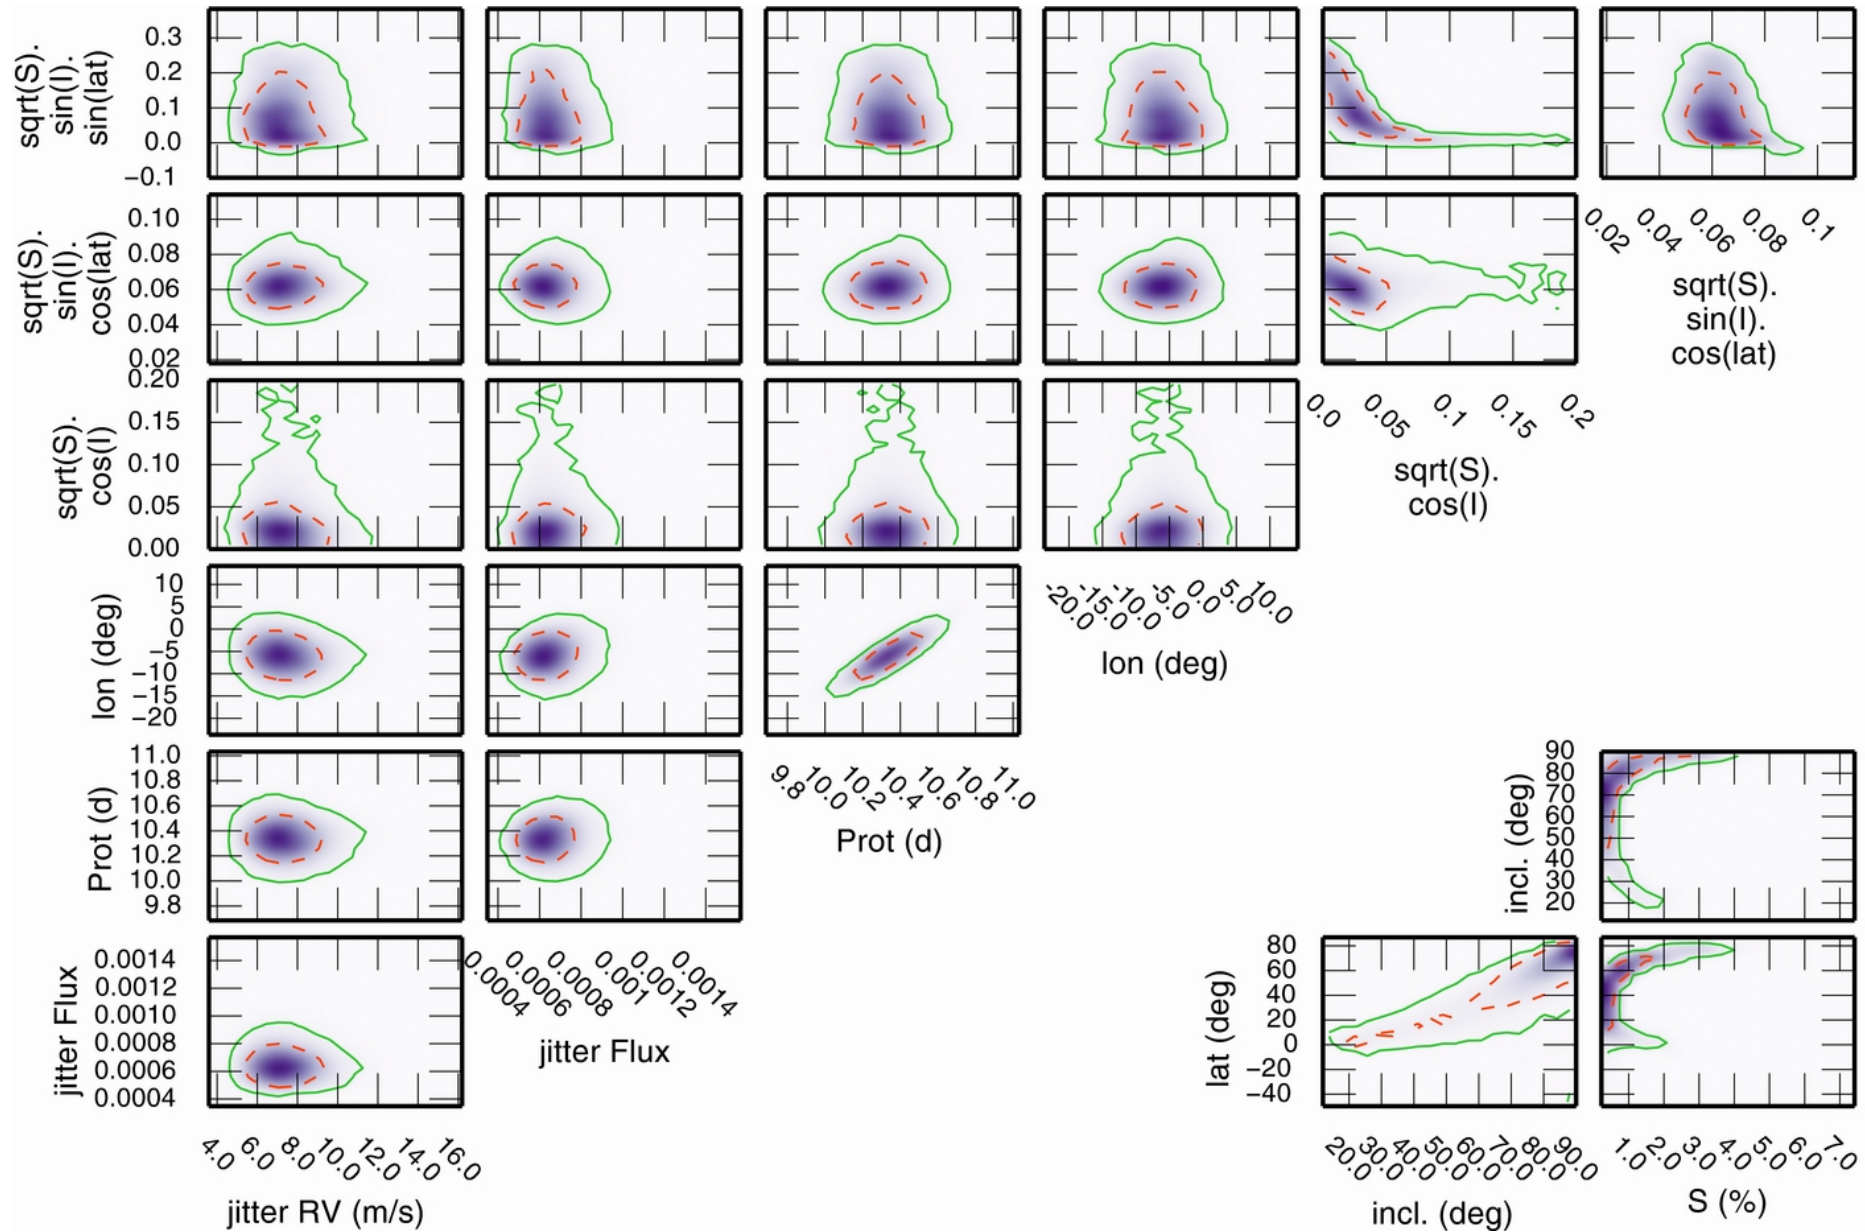 sqrt(S).
sin(I).
sin(lat)
0.3
0.2
0.1
0.0
−0.1
sqrt(S).
sin(I).
cos(lat)
0.10
0.08
0.06
0.04
0.02
0.02 0.04 0.06 0.08 0.1
sqrt(S).
sin(I).
cos(lat)
sqrt(S).
cos(I)
0.20
0.15
0.10
0.05
0.00
0.0 0.05 0.1 0.15 0.2
sqrt(S).
cos(I)
lon (deg)
10
5
0
−5
−10
−15
−20
-20.0 -15.0 -10.0 -5.0 0.0 5.0 10.0
lon (deg)
Prot (d)
11.0
10.8
10.6
10.4
10.2
10.0
9.8
9.8 10.0 10.2 10.4 10.6 10.8 11.0
Prot (d)
incl. (deg)
90
80
70
60
50
40
30
20
jitter Flux
0.0014
0.0012
0.0010
0.0008
0.0006
0.0004
0.0004 0.0006 0.0008 0.001 0.0012 0.0014
jitter Flux
lat (deg)
80
60
40
20
0
−20
−40
4.0 6.0 8.0 10.0 12.0 14.0 16.0
jitter RV (m/s)
20.0 30.0 40.0 50.0 60.0 70.0 80.0 90.0
incl. (deg)
1.0 2.0 3.0 4.0 5.0 6.0 7.0
S (%)